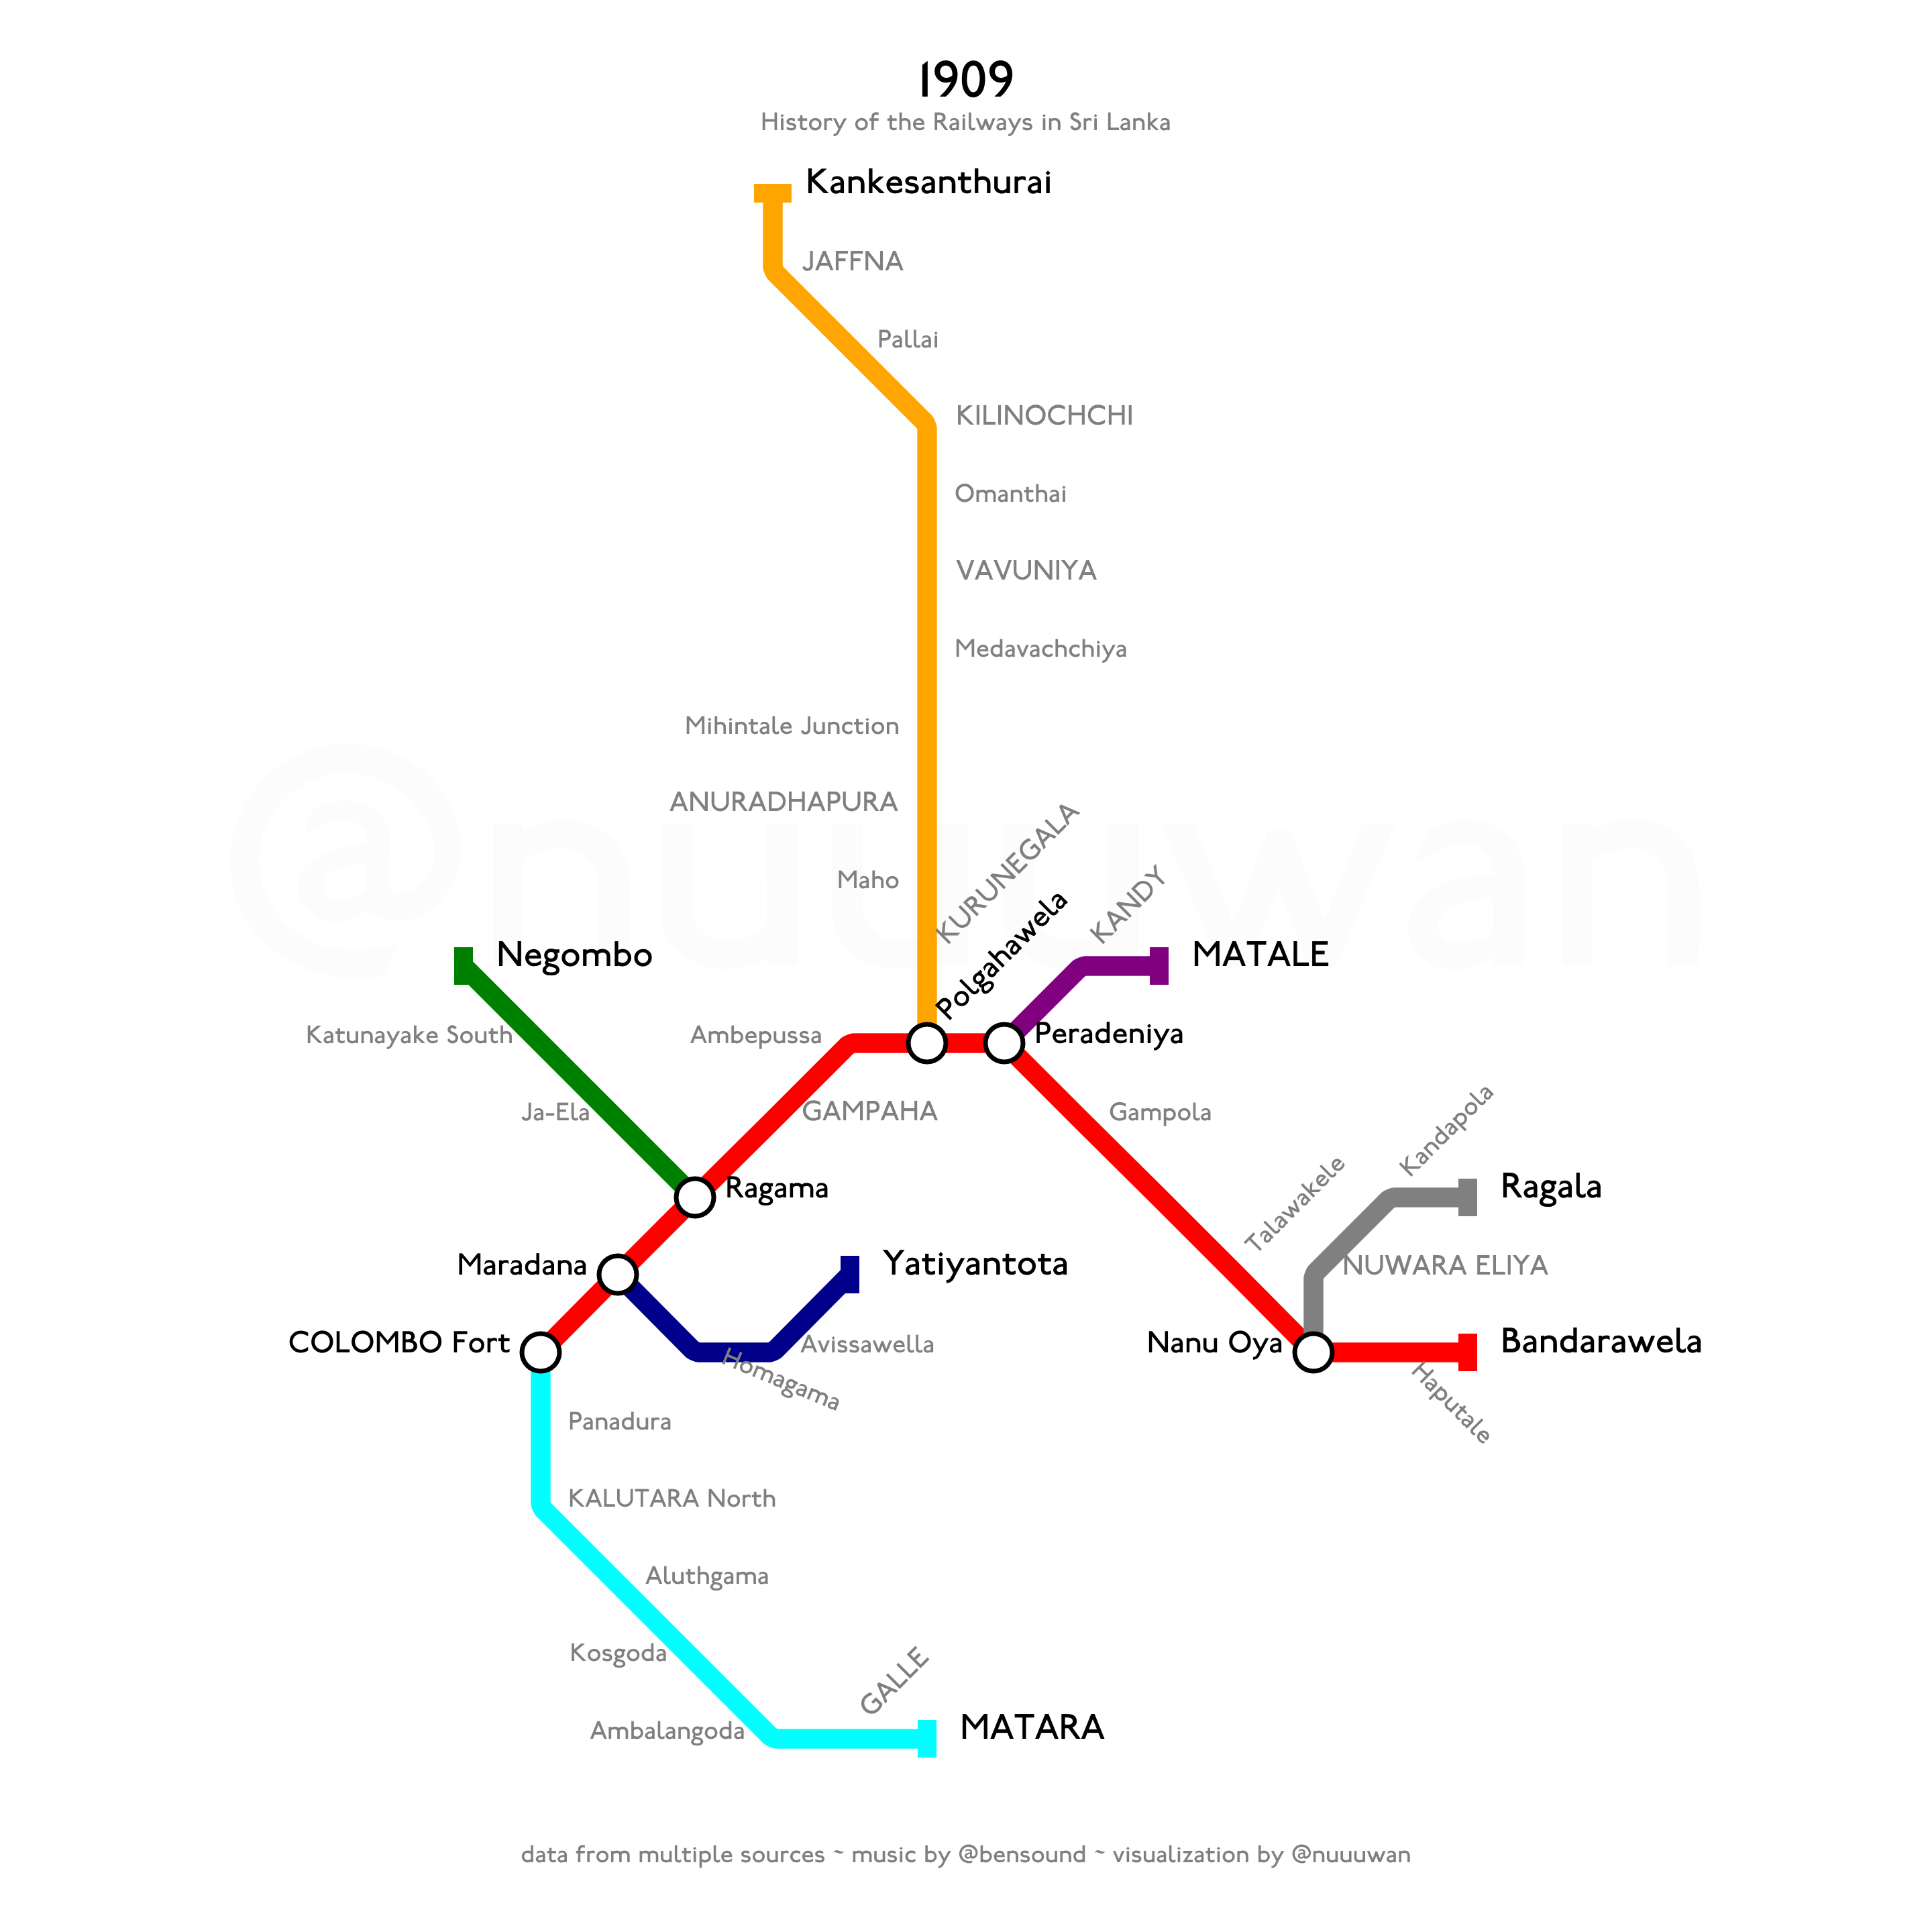 1909
History of the Railways in Sri Lanka
Kankesanthurai
JAFFNA
Pallai
KILINOCHCHI
Omanthai
VAVUNIYA
Medavachchiya
Mihintale Junction
ANURADHAPURA
Maho
KURUNEGALA
KANDY
@nuuuwan
Polgahawela
Negombo
MATALE
Katunayake South
Ambepussa
Peradeniya
Ja-Ela
GAMPAHA
Gampola
Kandapola
Talawakele
Ragama
Ragala
Maradana
Yatiyantota
NUWARA ELIYA
COLOMBO Fort
Avissawella
Homagama
Nanu Oya
Bandarawela
Haputale
Panadura
KALUTARA North
Aluthgama
Kosgoda
GALLE
Ambalangoda
MATARA
data from multiple sources ~ music by @bensound ~ visualization by @nuuuwan